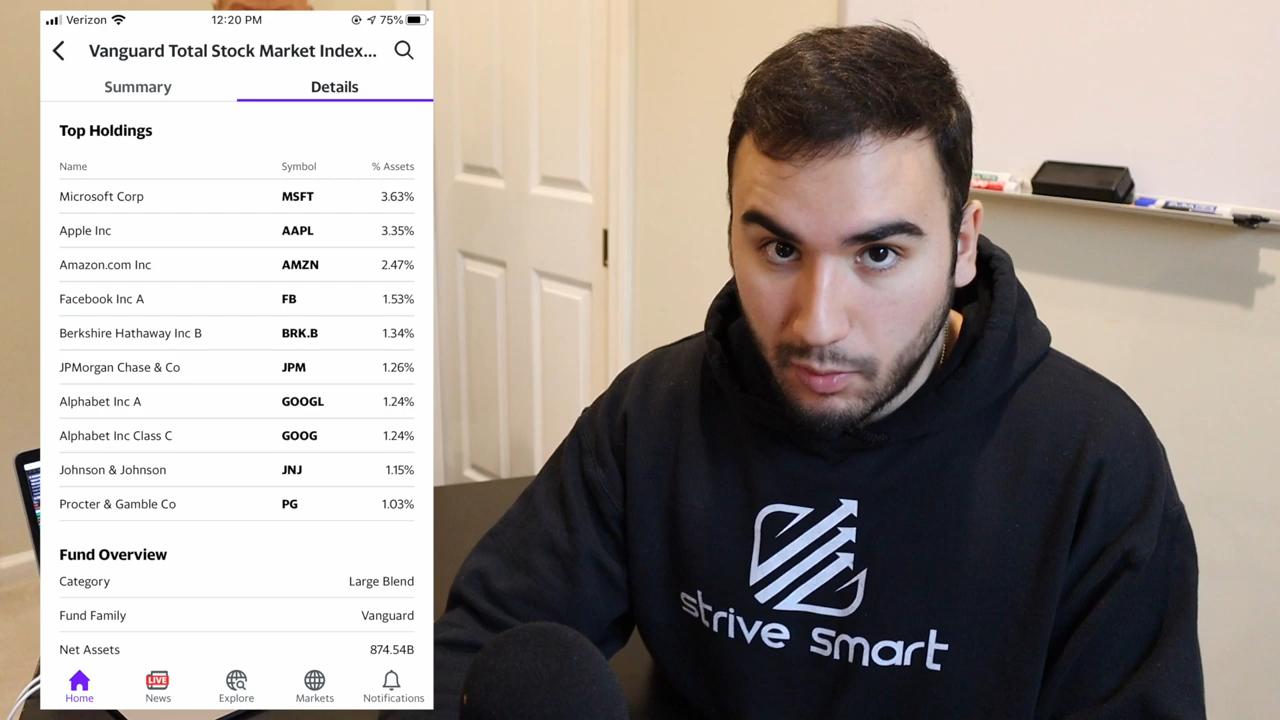 Verizon 12:20 PM 75%
Vanguard Total Stock Market Index...
Summary Details
Top Holdings
Name Symbol % Assets
Microsoft Corp MSFT 3.63%
Apple Inc AAPL 3.35%
Amazon.com Inc AMZN 2.47%
Facebook Inc A FB 1.53%
Berkshire Hathaway Inc B BRK.B 1.34%
JPMorgan Chase & Co JPM 1.26%
Alphabet Inc A GOOGL 1.24%
Alphabet Inc Class C GOOG 1.24%
Johnson & Johnson JNJ 1.15%
Procter & Gamble Co PG 1.03%
Fund Overview
Category Large Blend
Fund Family Vanguard
Net Assets 874.54B
LIVE
Home News Explore Markets Notifications
strive smart